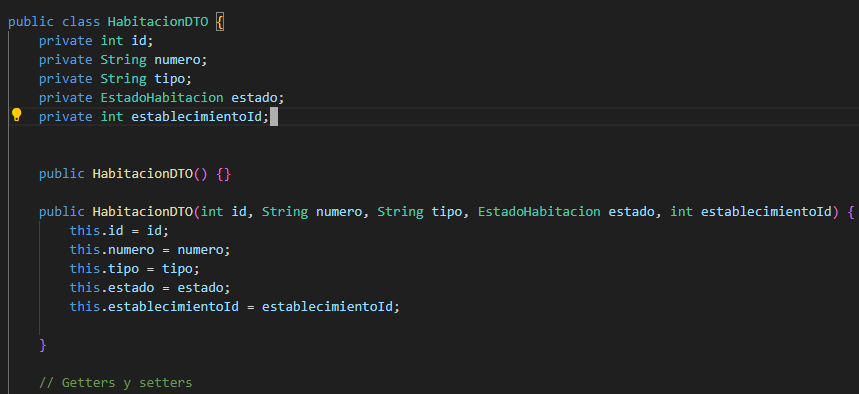 public class HabitacionDTO {
    private int id;
    private String numero;
    private String tipo;
    private EstadoHabitacion estado;
    private int establecimientoId;
    public HabitacionDTO() {}
    public HabitacionDTO(int id, String numero, String tipo, EstadoHabitacion estado, int establecimientoId) {
        this.id = id;
        this.numero = numero;
        this.tipo = tipo;
        this.estado = estado;
        this.establecimientoId = establecimientoId;
    }
    // Getters y setters